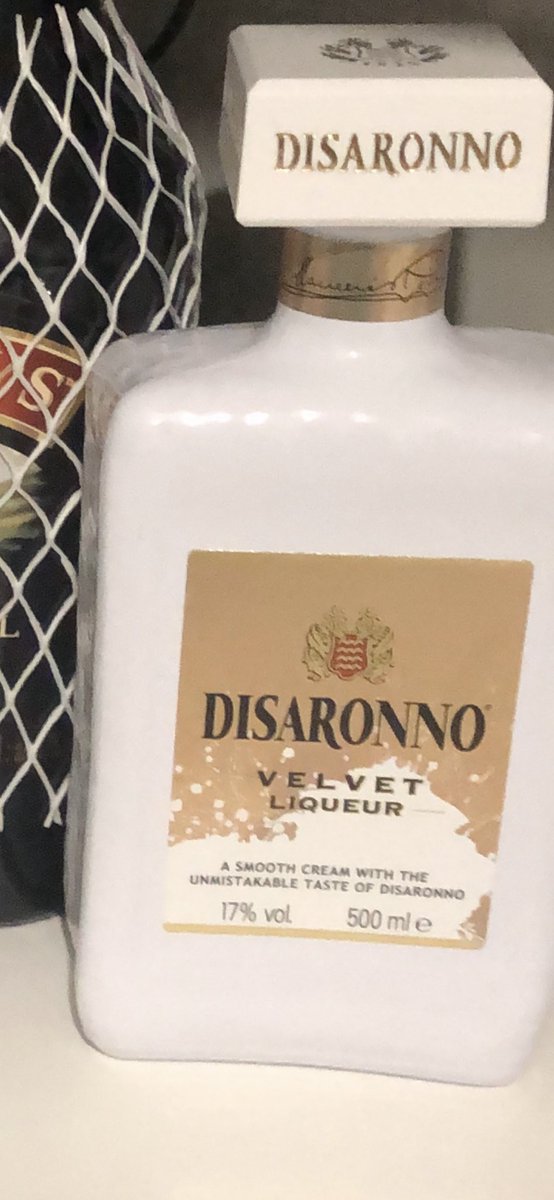 DISARONNO
DISARONNO
VELVET
LIQUEUR
A SMOOTH CREAM WITH THE
UNMISTAKABLE TASTE OF DISARONNO
17% vol. 500 ml e